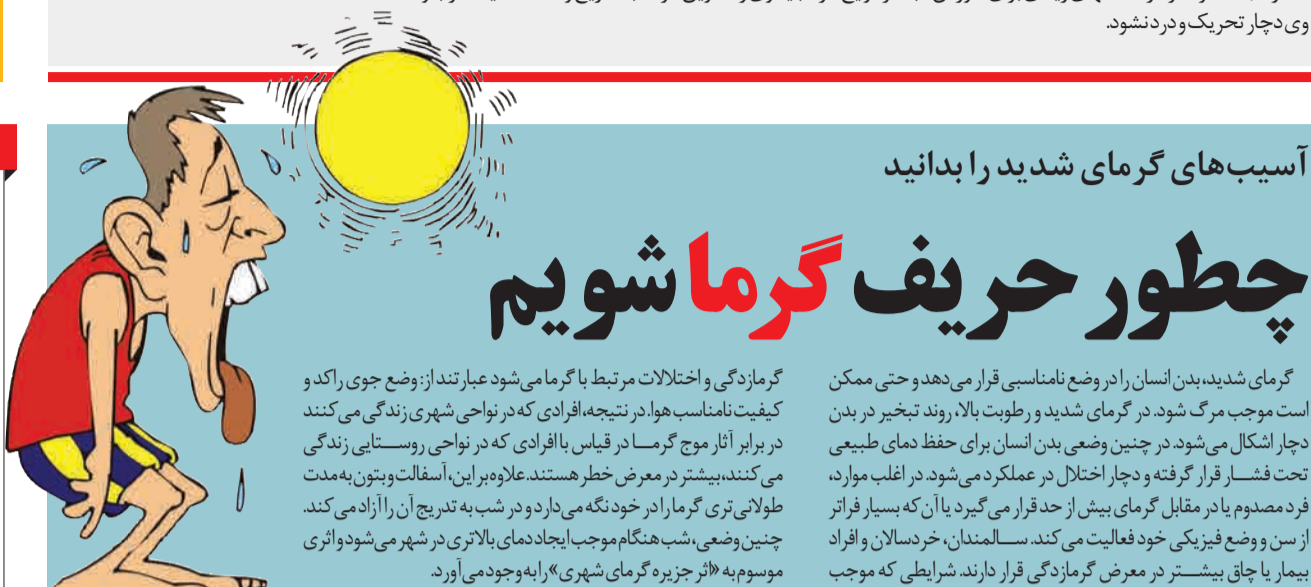 وی دچار تحریک و درد نشود.
آسیب‌های گرمای شدید را بدانید
چطور حریف گرما شویم
گرمای شدید، بدن انسان را در وضع نامناسبی قرار می‌دهد و حتی ممکن
است موجب مرگ شود. در گرمای شدید و رطوبت بالا، روند تبخیر در بدن
دچار اشکال می‌شود. در چنین وضعی بدن انسان برای حفظ دمای طبیعی
تحت فشار قرار گرفته و دچار اختلال در عملکرد می‌شود. در اغلب موارد،
فرد مصدوم یا در مقابل گرمای بیش از حد قرار می‌گیرد یا آن که بسیار فراتر
از سن و وضع فیزیکی خود فعالیت می‌کند. سالمندان، خردسالان و افراد
بیمار یا چاق بیشتر در معرض گرمازدگی قرار دارند. شرایطی که موجب
گرمازدگی و اختلالات مرتبط با گرما می‌شود عبارتند از: وضع جوی راکد و
کیفیت نامناسب هوا. در نتیجه، افرادی که در نواحی شهری زندگی می‌کنند
در برابر آثار موج گرما در قیاس با افرادی که در نواحی روستایی زندگی
می‌کنند، بیشتر در معرض خطر هستند. علاوه بر این، آسفالت و بتون به مدت
طولانی‌تری گرما را در خود نگه می‌دارد و در شب به تدریج آن را آزاد می‌کند.
چنین وضعی، شب هنگام موجب ایجاد دمای بالاتری در شهر می‌شود و اثری
موسوم به «اثر جزیره گرمای شهری» را به وجود می‌آورد.